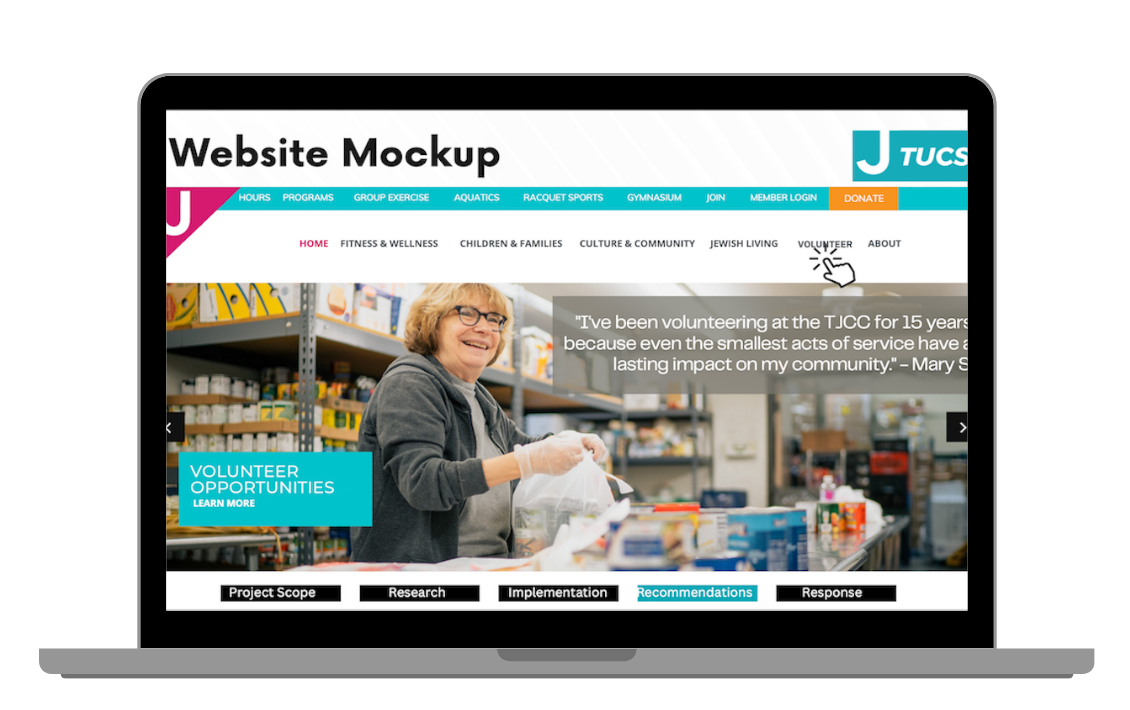 Website Mockup
J TUCS
J
HOURS PROGRAMS GROUP EXERCISE AQUATICS RACQUET SPORTS GYMNASIUM JOIN MEMBER LOGIN DONATE
HOME FITNESS & WELLNESS CHILDREN & FAMILIES CULTURE & COMMUNITY JEWISH LIVING VOLUNTEER ABOUT
"I've been volunteering at the TJCC for 15 years
because even the smallest acts of service have a
lasting impact on my community." – Mary S
VOLUNTEER
OPPORTUNITIES
LEARN MORE
Project Scope Research Implementation Recommendations Response